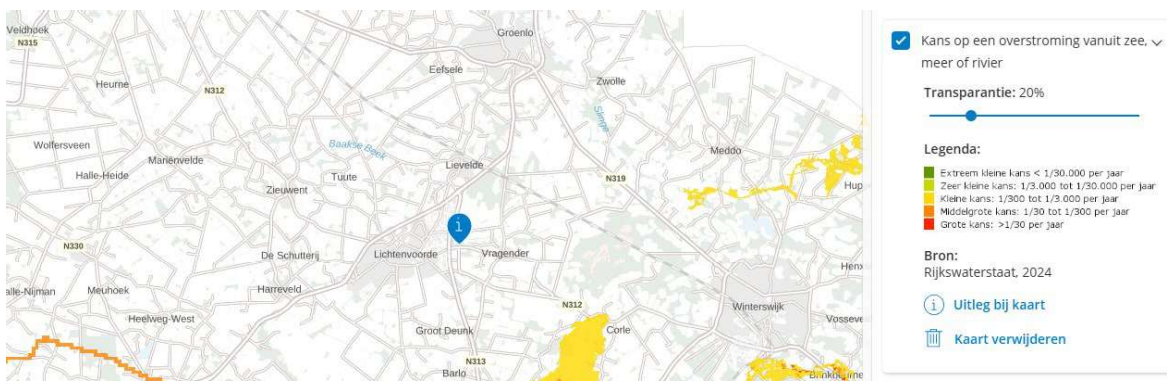 Veldhoek
N315
Groenlo
Eefsele
Heurne
N312
Zwolle
Slinge
Wolfersveen
Baakse Beek
Mariënvelde
Meddo
Halle-Heide
Tuute
Lievelde
N319
Zieuwent
Hup
i
N330
De Schutterij
Lichtenvoorde
Vragender
alle-Nijman
Meuhoek
Harreveld
Winterswijk
Heelweg-West
N312
Groot Deunk
Corle
N313
Barlo
Kans op een overstroming vanuit zee,
meer of rivier
Transparantie: 20%
Legenda:
Extreem kleine kans < 1/30.000 per jaar
Zeer kleine kans: 1/3.000 tot 1/30.000 per jaar
Kleine kans: 1/300 tot 1/3.000 per jaar
Middelgrote kans: 1/30 tot 1/300 per jaar
Grote kans: >1/30 per jaar
Bron:
Rijkswaterstaat, 2024
i Uitleg bij kaart
Kaart verwijderen